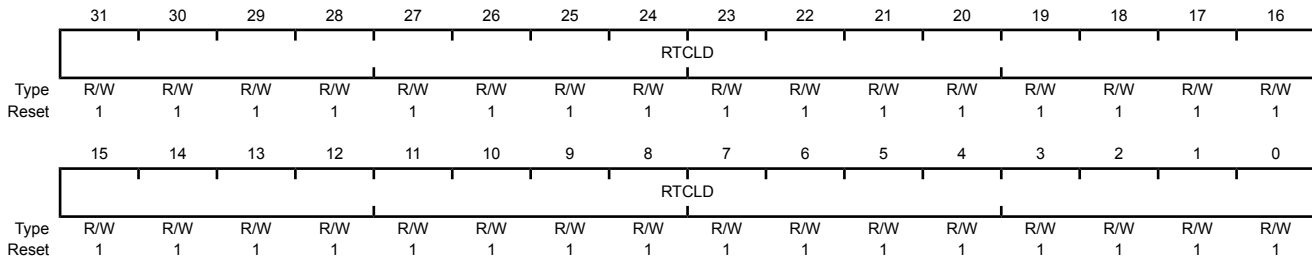 31 30 29 28 27 26 25 24 23 22 21 20 19 18 17 16
RTCLD
Type R/W R/W R/W R/W R/W R/W R/W R/W R/W R/W R/W R/W R/W R/W R/W R/W
Reset 1 1 1 1 1 1 1 1 1 1 1 1 1 1 1 1
15 14 13 12 11 10 9 8 7 6 5 4 3 2 1 0
RTCLD
Type R/W R/W R/W R/W R/W R/W R/W R/W R/W R/W R/W R/W R/W R/W R/W R/W
Reset 1 1 1 1 1 1 1 1 1 1 1 1 1 1 1 1